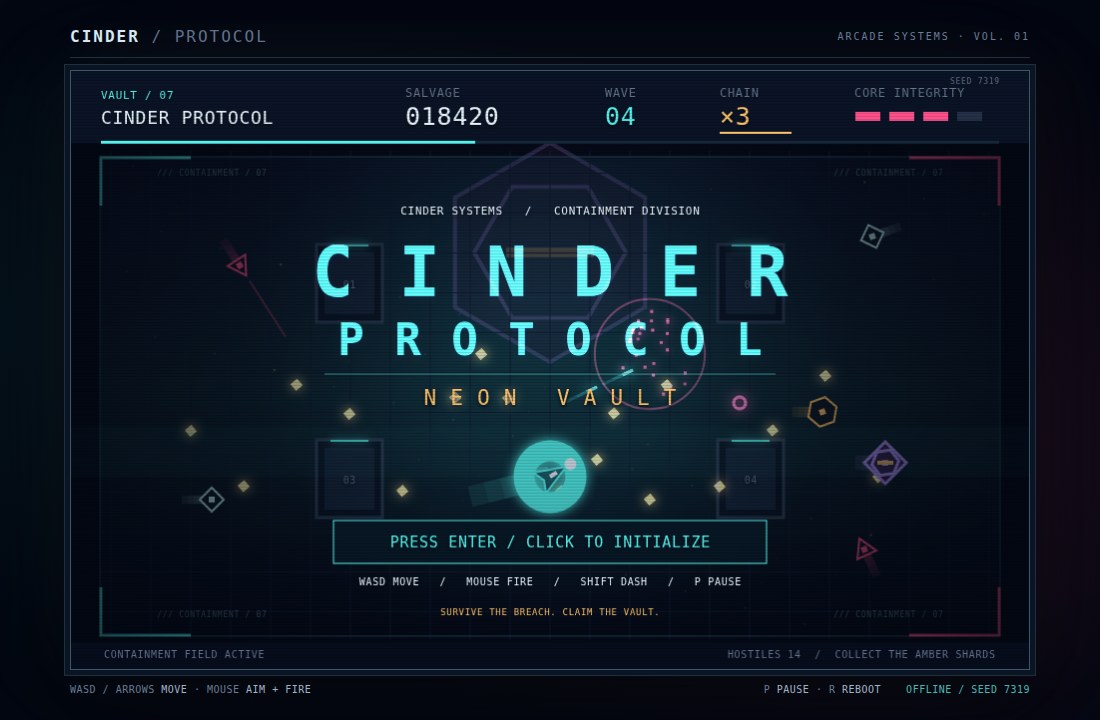 CINDER / PROTOCOL
ARCADE SYSTEMS · VOL. 01
SEED 7319
VAULT / 07
CINDER PROTOCOL
SALVAGE
018420
WAVE
04
CHAIN
×3
CORE INTEGRITY
/// CONTAINMENT / 07
/// CONTAINMENT / 07
CINDER SYSTEMS / CONTAINMENT DIVISION
CINDER
PROTOCOL
NEON VAULT
03
04
PRESS ENTER / CLICK TO INITIALIZE
WASD MOVE / MOUSE FIRE / SHIFT DASH / P PAUSE
SURVIVE THE BREACH. CLAIM THE VAULT.
/// CONTAINMENT / 07
/// CONTAINMENT / 07
CONTAINMENT FIELD ACTIVE
HOSTILES 14 / COLLECT THE AMBER SHARDS
WASD / ARROWS MOVE · MOUSE AIM + FIRE
P PAUSE · R REBOOT
OFFLINE / SEED 7319